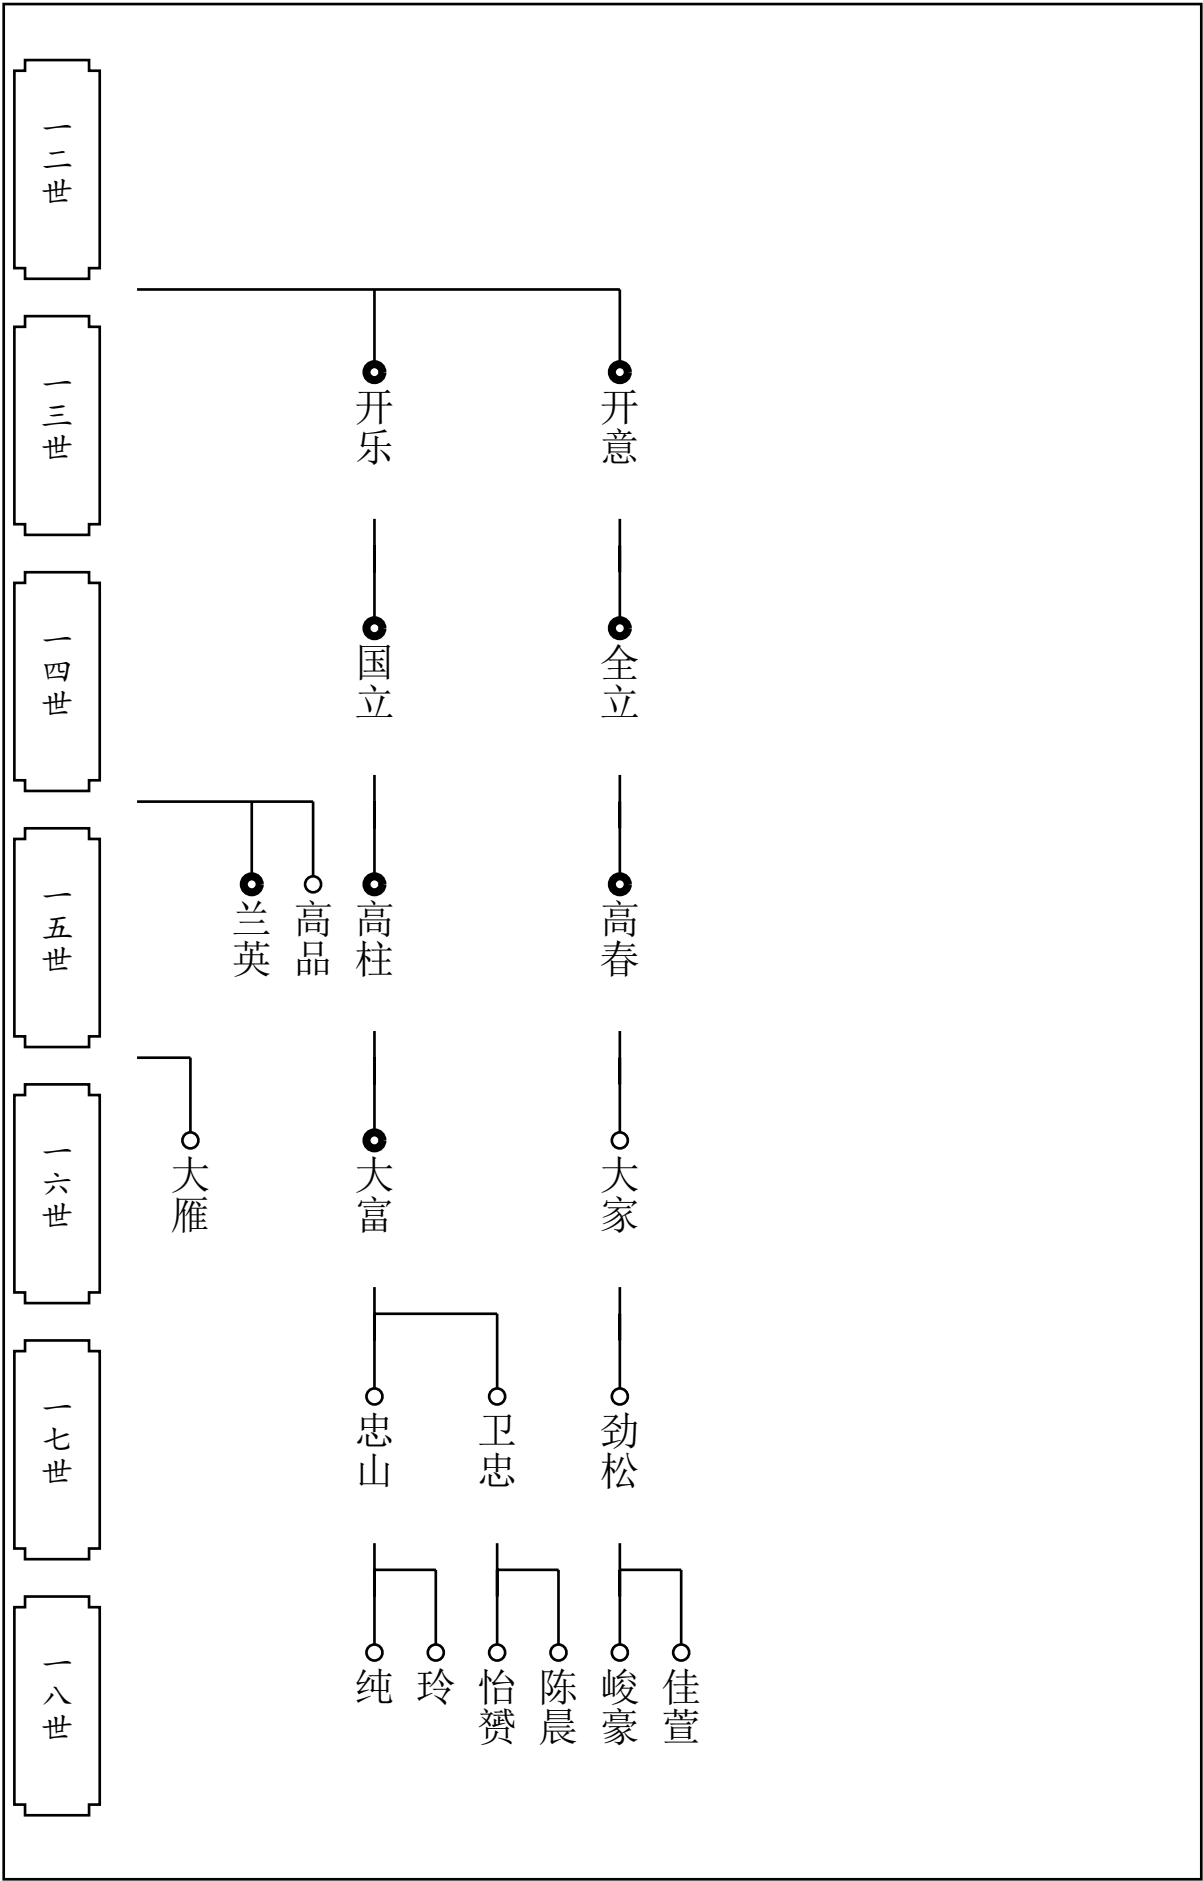 一二世
一三世
开乐
开意
一四世
国立
全立
一五世
兰英
高品
高柱
高春
一六世
大雁
大富
大家
一七世
忠山
卫忠
劲松
一八世
纯
玲
怡赟
陈晨
峻豪
佳萱